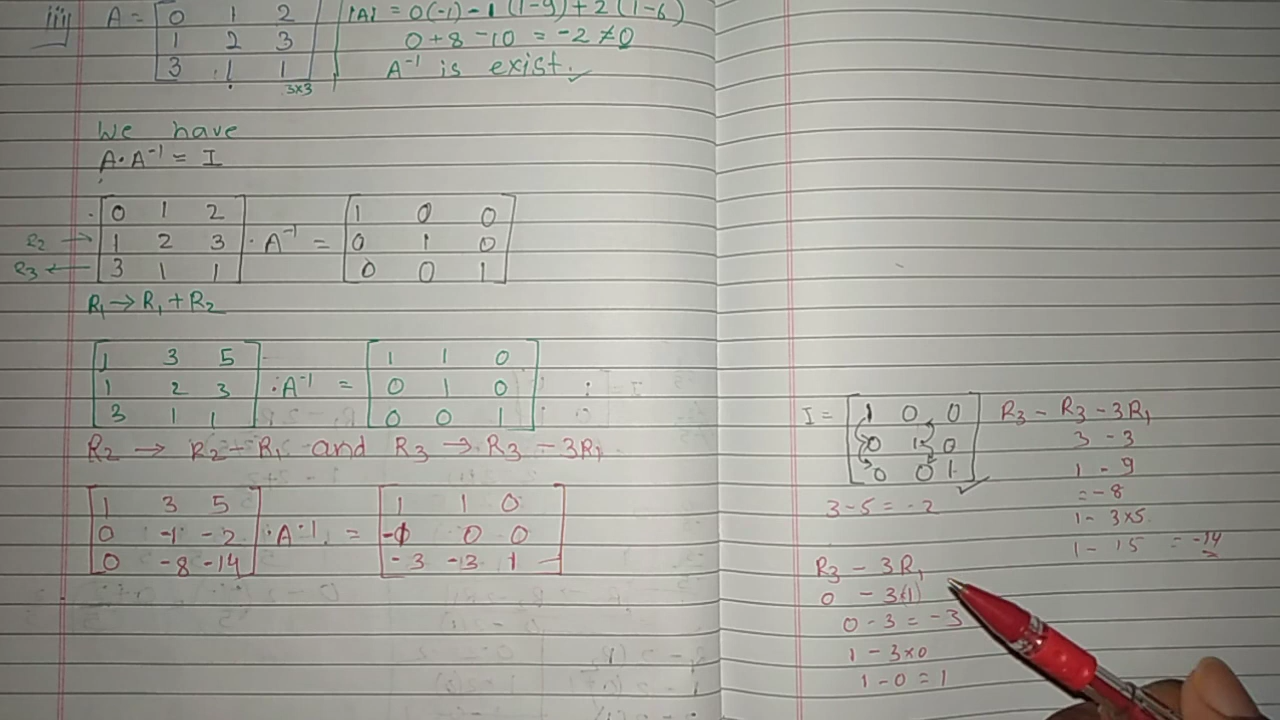 iii) A = [ 0 1 2 |A| = 0(-1) - 1 (1-9) + 2 (1-6)
1 2 3 0 + 8 - 10 = -2 ≠ 0
3 1 1 ] 3×3 A⁻¹ is exist. ✓
We have
A·A⁻¹ = I
[ 0 1 2 1 0 0
R2 → 1 2 3 · A⁻¹ = 0 1 0
R3 ← 3 1 1 ] 0 0 1
R1 → R1 + R2
1 3 5 1 1 0
1 2 3 · A⁻¹ = 0 1 0
3 1 1 0 0 1
R2 → R2 - R1 and R3 → R3 - 3R1
1 3 5 1 1 0
0 -1 -2 · A⁻¹ = -1 0 0
0 -8 -14 -3 -3 1
I = 1 0 0 R3 - R3 - 3R1
0 1 0 3 - 3
0 0 1 ✓ 1 - 9
3 - 5 = -2 = -8
1 - 3×5
1 - 15 = -14
R3 - 3R1
0 - 3(1)
0 - 3 = -3
1 - 3×0
1 - 0 = 1